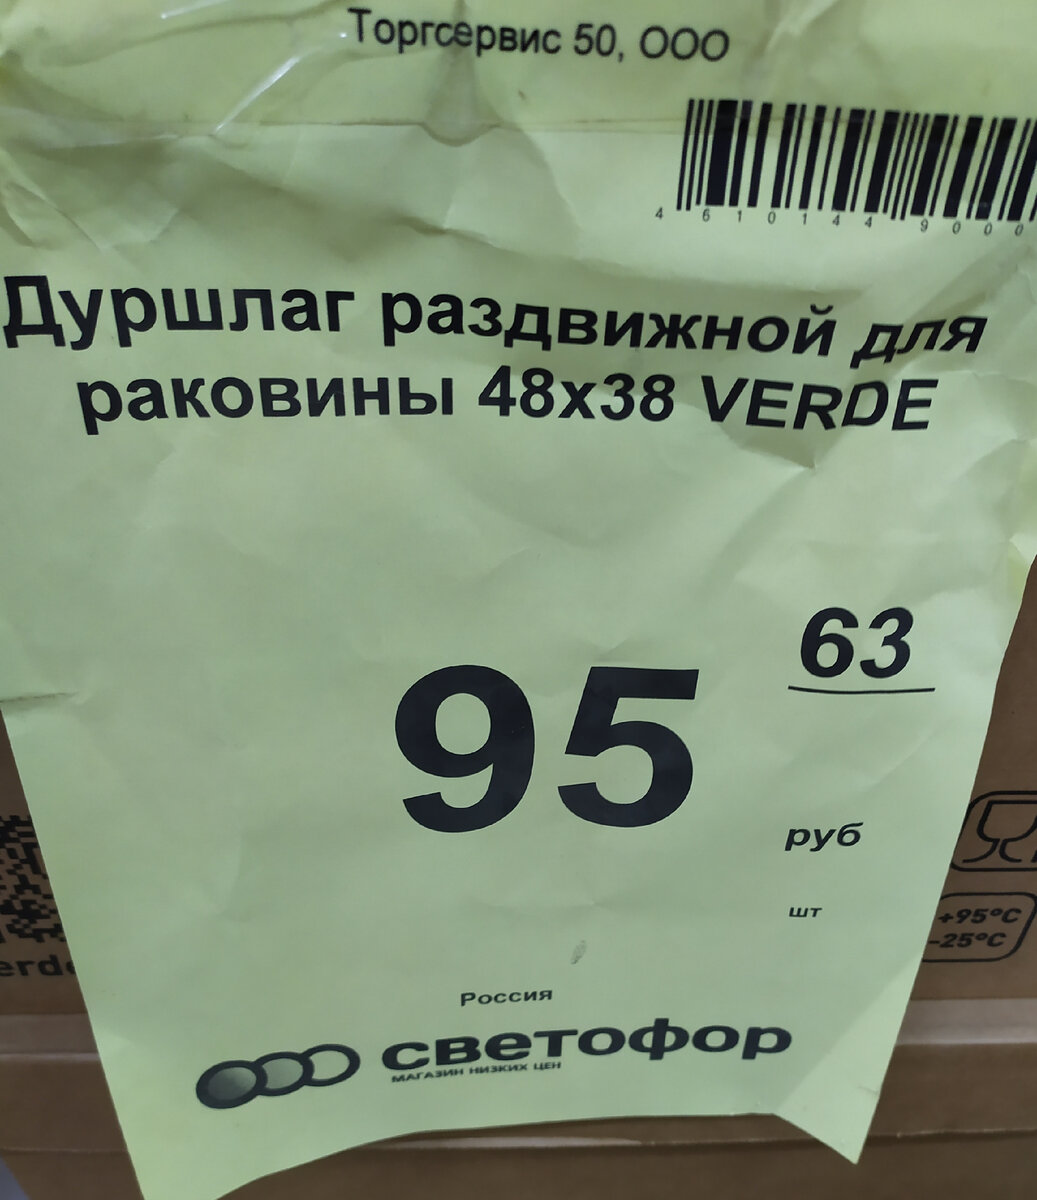 Торгсервис 50, ООО
4 610144 9000
Дуршлаг раздвижной для
раковины 48х38 VERDE
95 63
руб
шт
+95°C
-25°C
Россия
светофор
МАГАЗИН НИЗКИХ ЦЕН